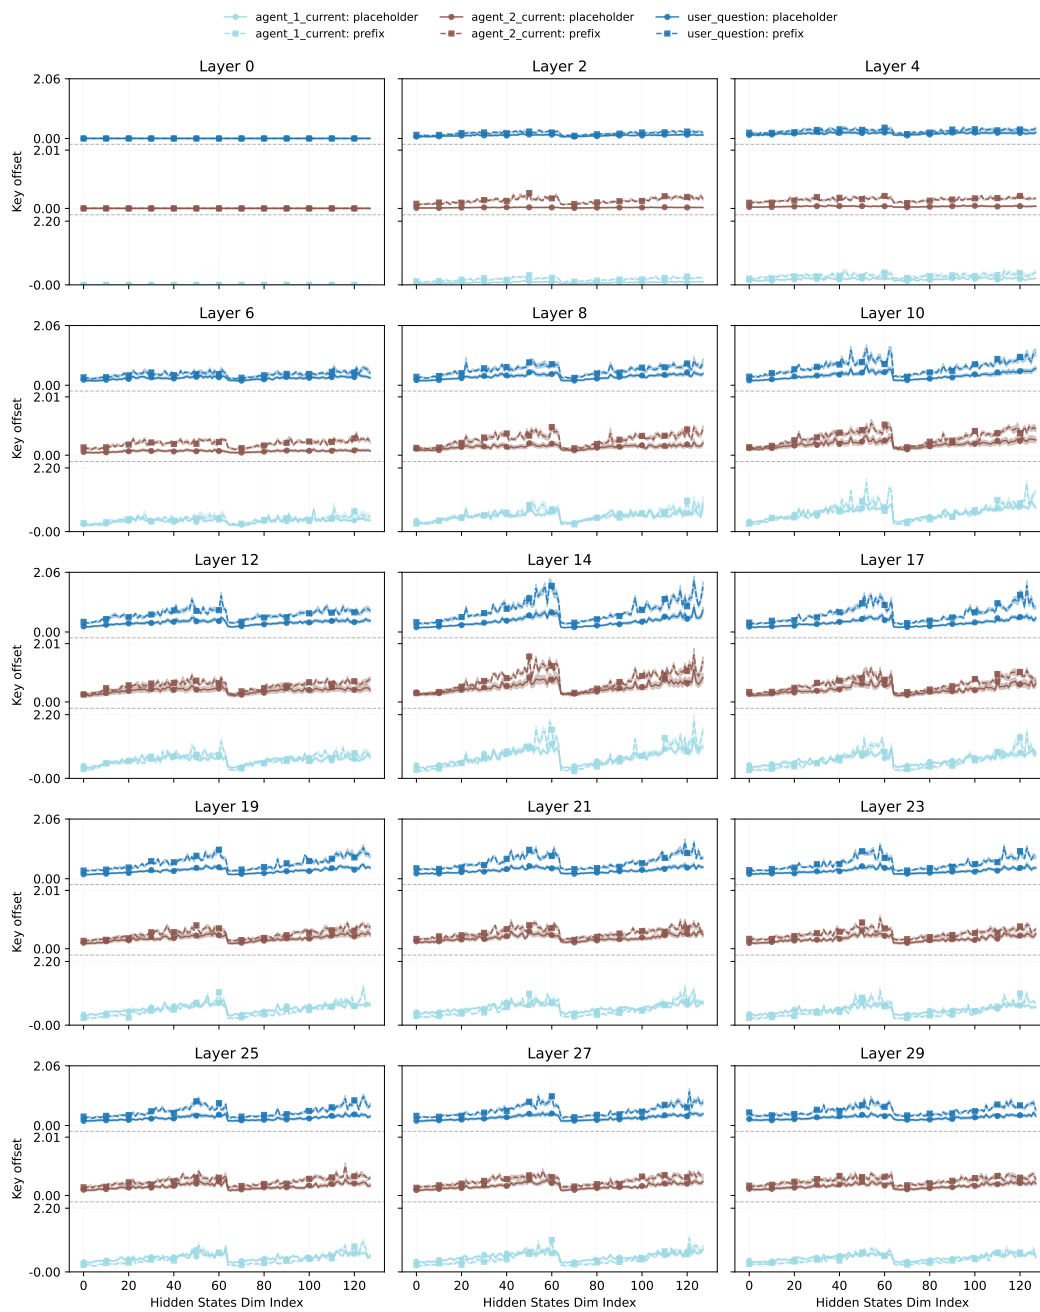 agent_1_current: placeholder agent_2_current: placeholder user_question: placeholder
agent_1_current: prefix agent_2_current: prefix user_question: prefix
Layer 0 Layer 2 Layer 4
2.06
0.00
2.01
0.00
2.20
-0.00
Key offset
Layer 6 Layer 8 Layer 10
2.06
0.00
2.01
0.00
2.20
-0.00
Key offset
Layer 12 Layer 14 Layer 17
2.06
0.00
2.01
0.00
2.20
-0.00
Key offset
Layer 19 Layer 21 Layer 23
2.06
0.00
2.01
0.00
2.20
-0.00
Key offset
Layer 25 Layer 27 Layer 29
2.06
0.00
2.01
0.00
2.20
-0.00
Key offset
0 20 40 60 80 100 120 0 20 40 60 80 100 120 0 20 40 60 80 100 120
Hidden States Dim Index Hidden States Dim Index Hidden States Dim Index